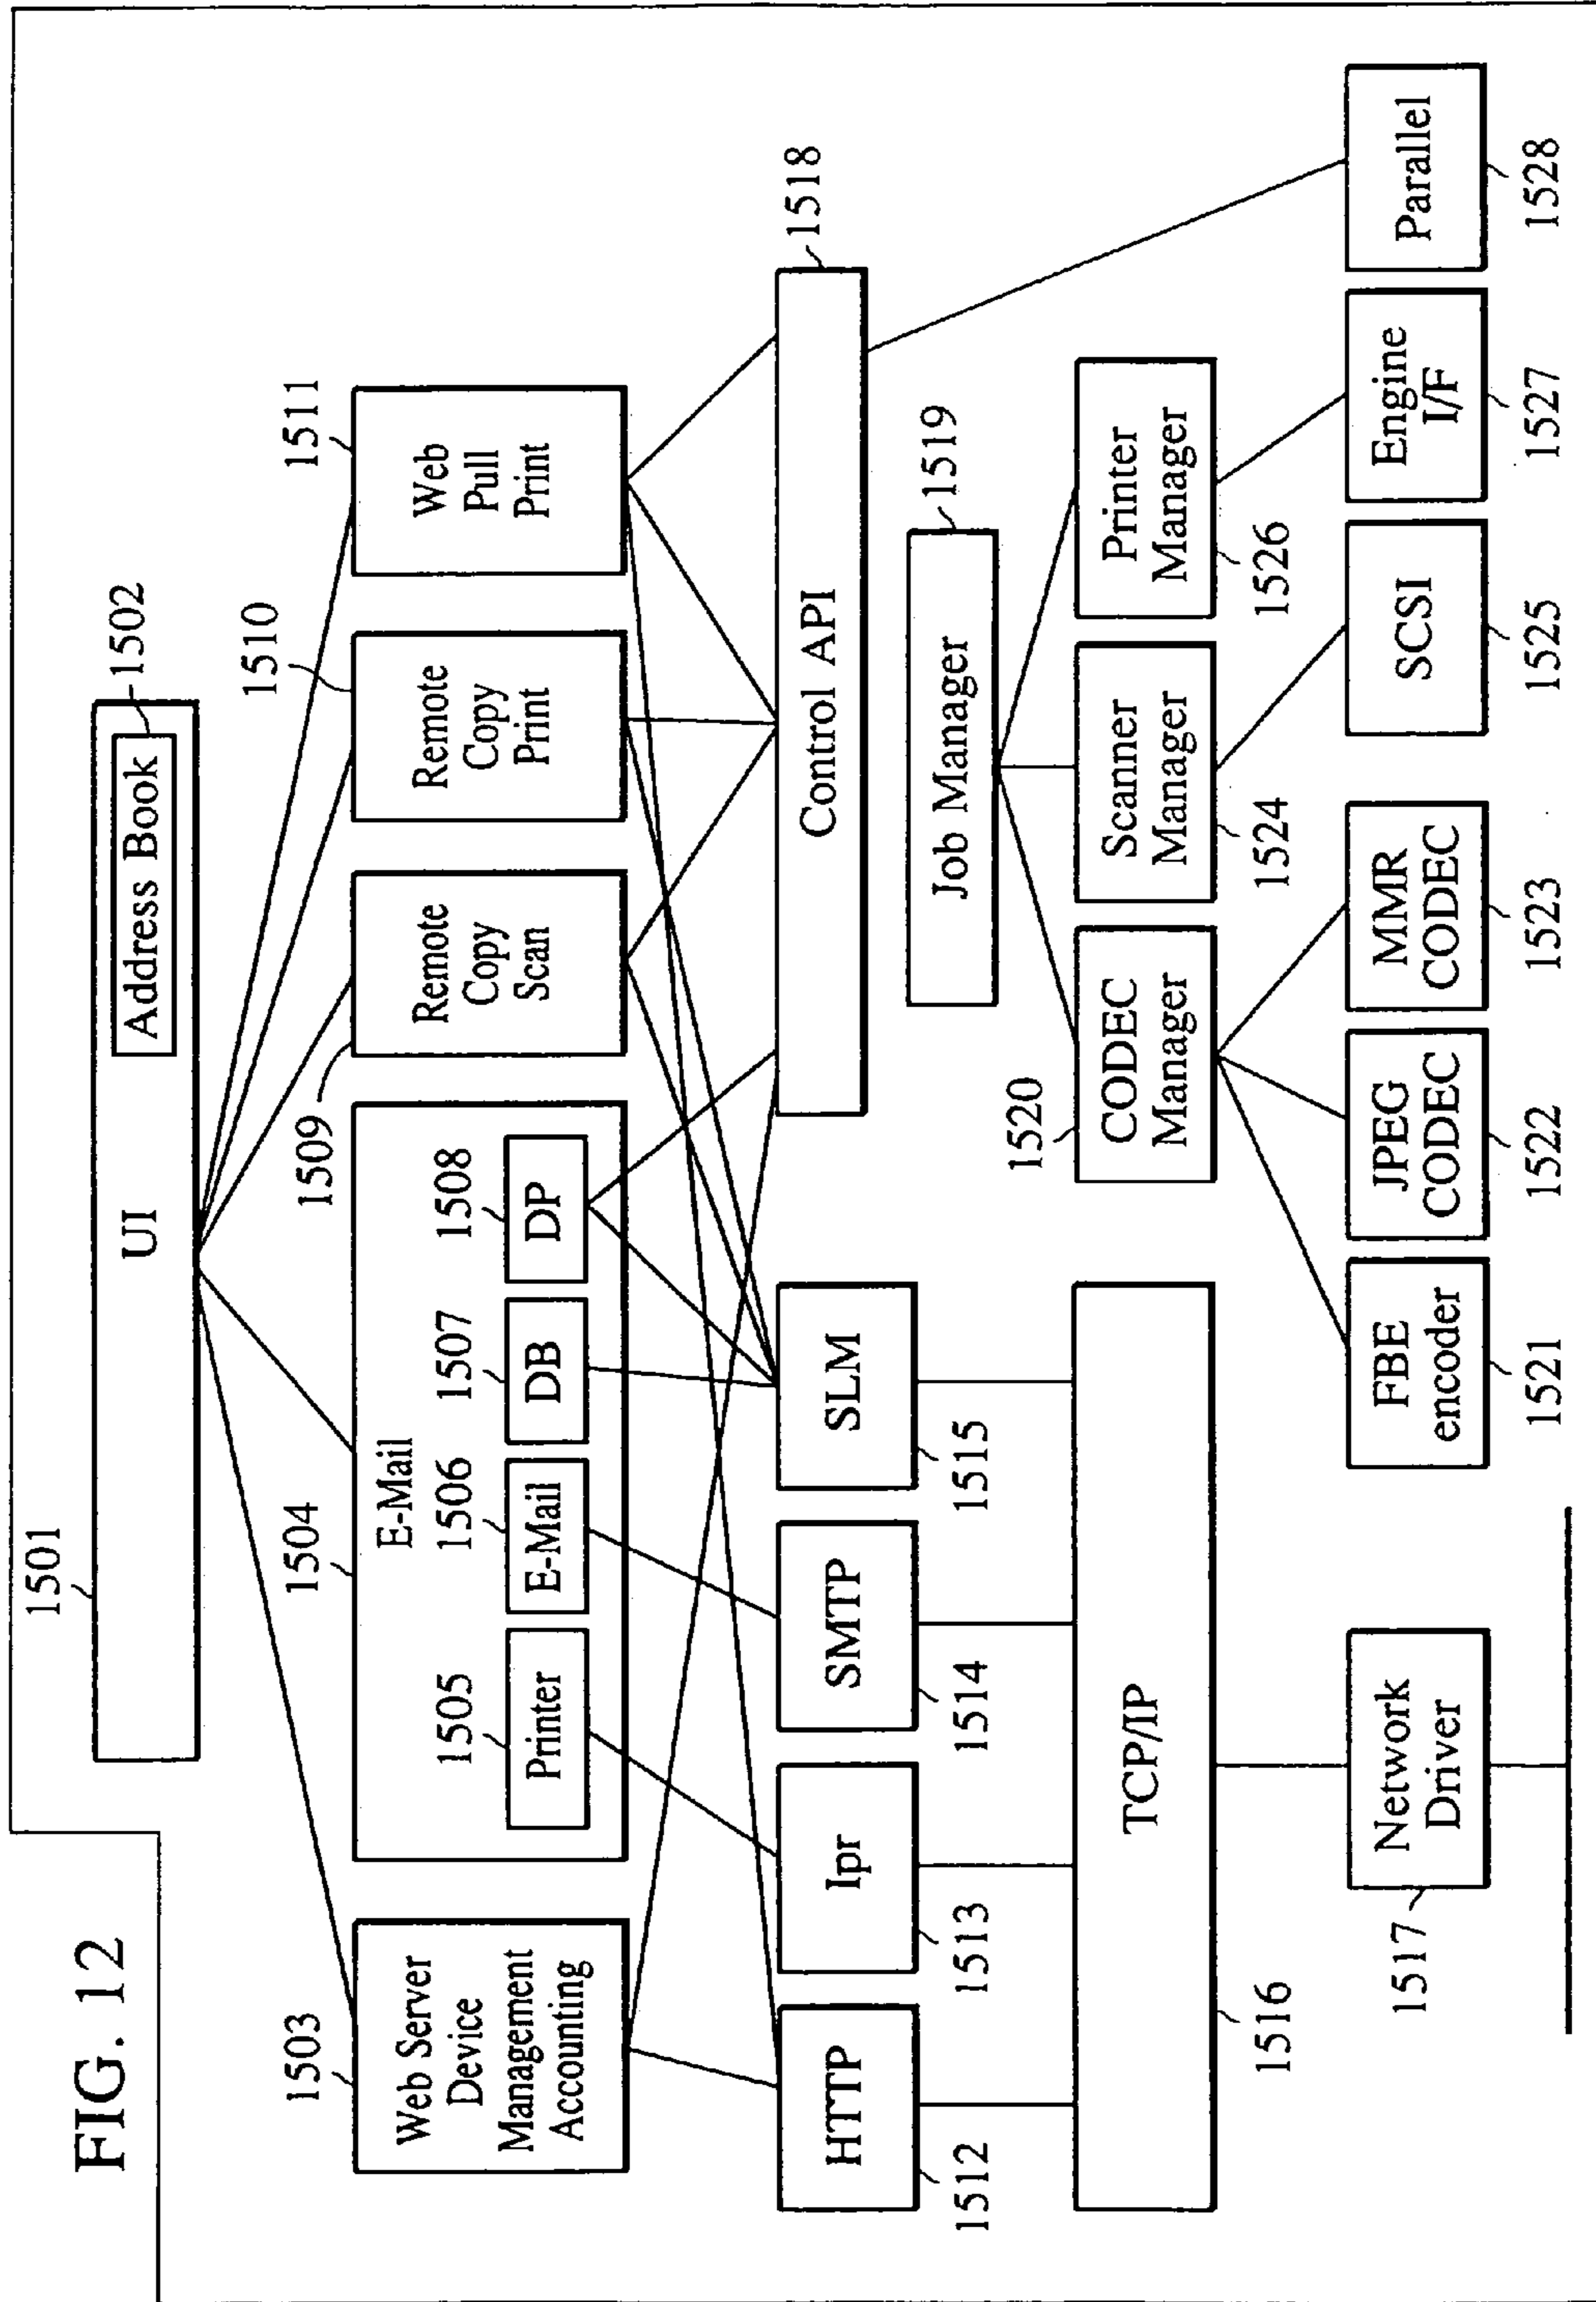 FIG. 12
1501
UI
Address Book
1502
1503
Web Server
Device
Management
Accounting
1504
E-Mail
1505
Printer
1506
E-Mail
1507
DB
1508
DP
1509
Remote
Copy
Scan
1510
Remote
Copy
Print
1511
Web
Pull
Print
HTTP
1512
Ipr
1513
SMTP
1514
SLM
1515
Control API
1518
Job Manager
1519
TCP/IP
1516
1520
CODEC
Manager
Scanner
Manager
1524
Printer
Manager
1526
Network
Driver
1517
FBE
encoder
1521
JPEG
CODEC
1522
MMR
CODEC
1523
SCSI
1525
Engine
I/F
1527
Parallel
1528